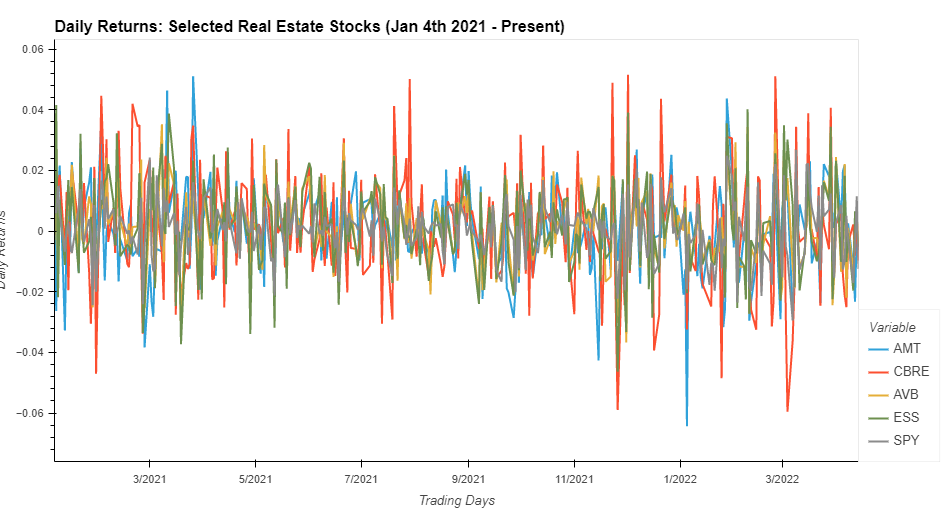 Daily Returns: Selected Real Estate Stocks (Jan 4th 2021 - Present)
0.06
0.04
0.02
0
−0.02
−0.04
−0.06
Daily Returns
3/2021
5/2021
7/2021
9/2021
11/2021
1/2022
3/2022
Trading Days
Variable
AMT
CBRE
AVB
ESS
SPY